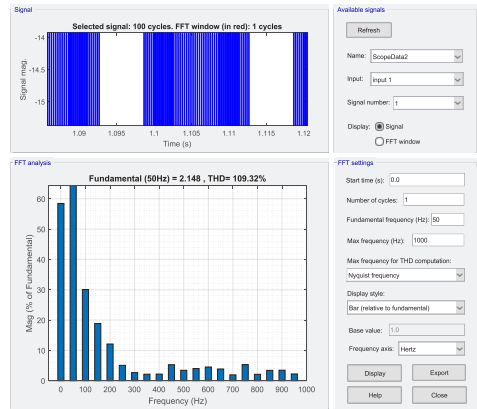 Signal
Selected signal: 100 cycles. FFT window (in red): 1 cycles
-14
-14.5
-15
Signal mag.
1.09
1.095
1.1
1.105
1.11
1.115
1.120
Time (s)
Available signals
Refresh
Name:
ScopeData2
Input:
input 1
Signal number:
1
Display:
Signal
FFT window
FFT analysis
Fundamental (50Hz) = 2.148 , THD= 109.32%
60
50
40
30
20
10
0
Mag (% of Fundamental)
0
100
200
300
400
500
600
700
800
900
1000
Frequency (Hz)
FFT settings
Start time (s):
0.0
Number of cycles:
1
Fundamental frequency (Hz):
50
Max frequency (Hz):
1000
Max frequency for THD computation:
Nyquist frequency
Display style:
Bar (relative to fundamental)
Base value:
1.0
Frequency axis:
Hertz
Display
Export
Help
Close